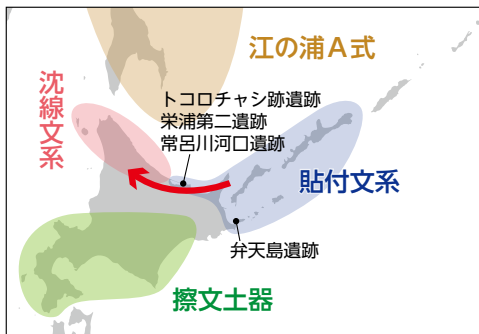 江の浦A式
沈線文系
トコロチャシ跡遺跡
栄浦第二遺跡
常呂川河口遺跡
貼付文系
弁天島遺跡
擦文土器